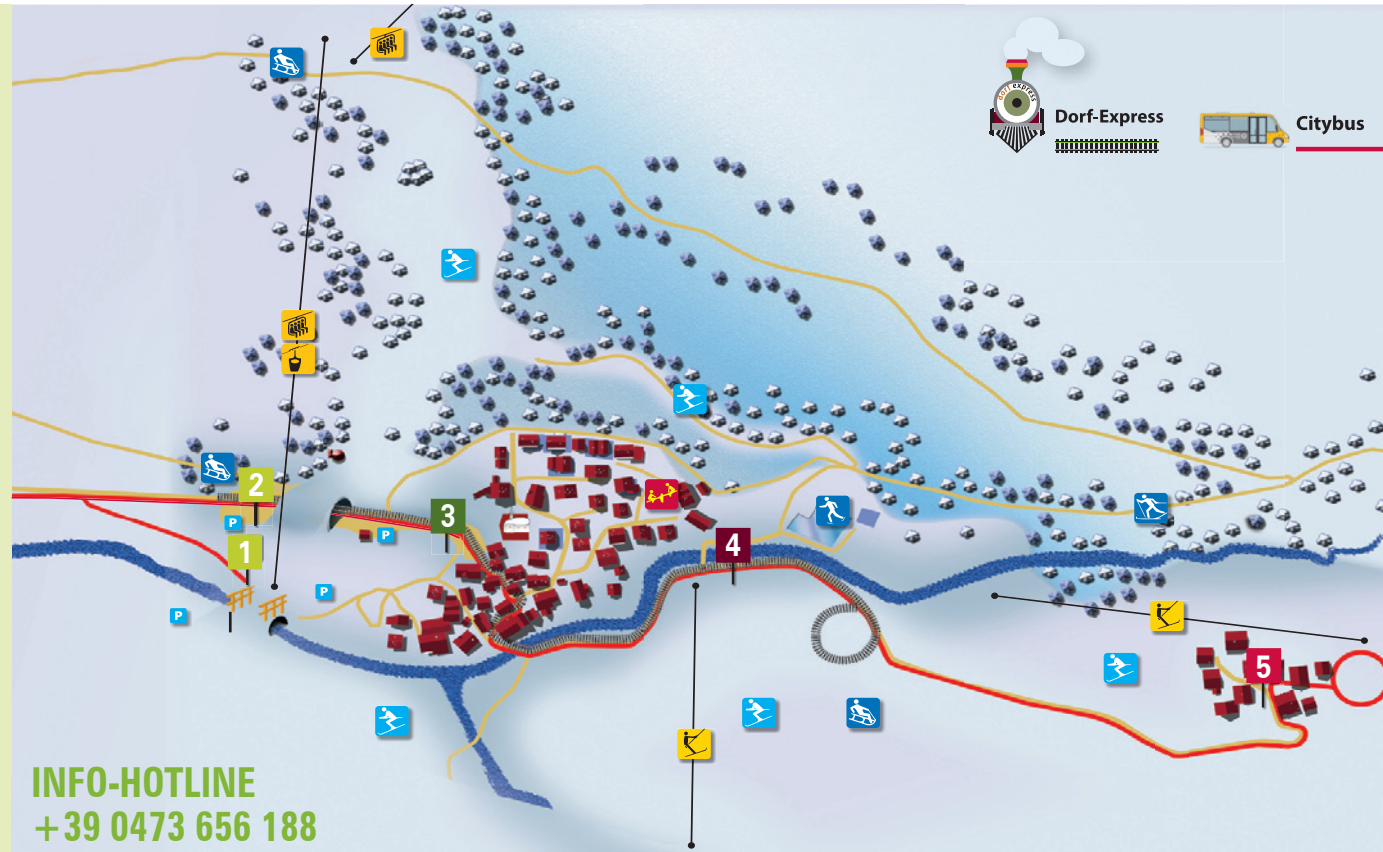 dorf express
Dorf-Express
Citybus
2
P
3
P
1
4
P
P
5
INFO-HOTLINE
+39 0473 656 188